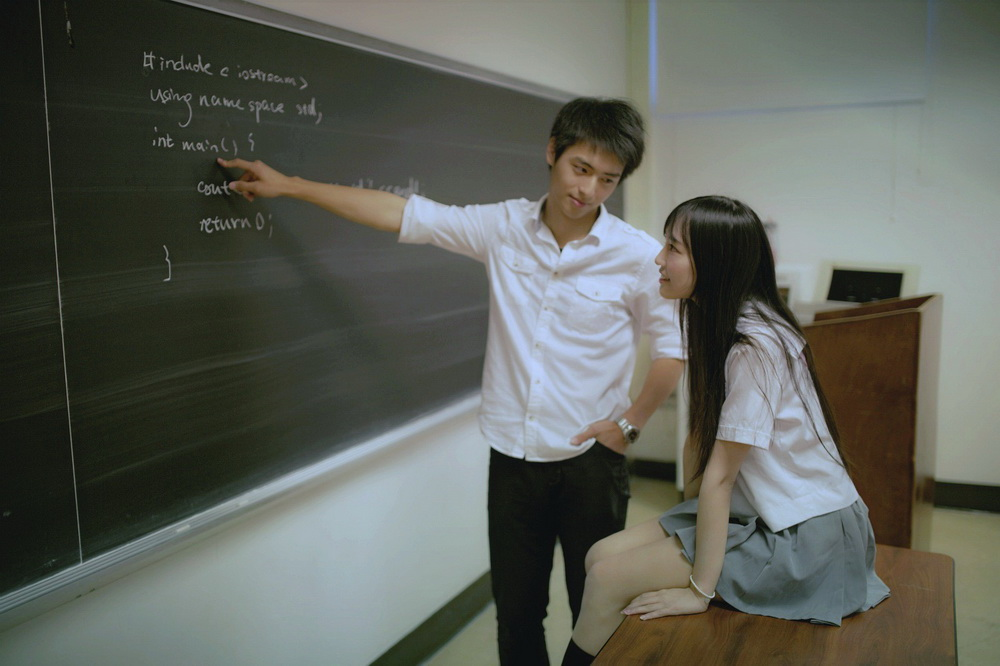 #include <iostream>
using namespace std;
int main() {
cout
return 0;
}